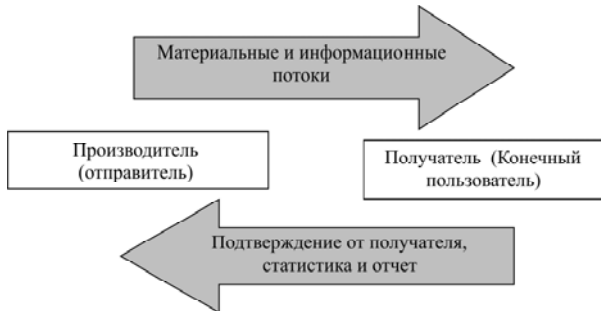 Материальные и информационные
потоки
Производитель
(отправитель)
Получатель (Конечный
пользователь)
Подтверждение от получателя,
статистика и отчет